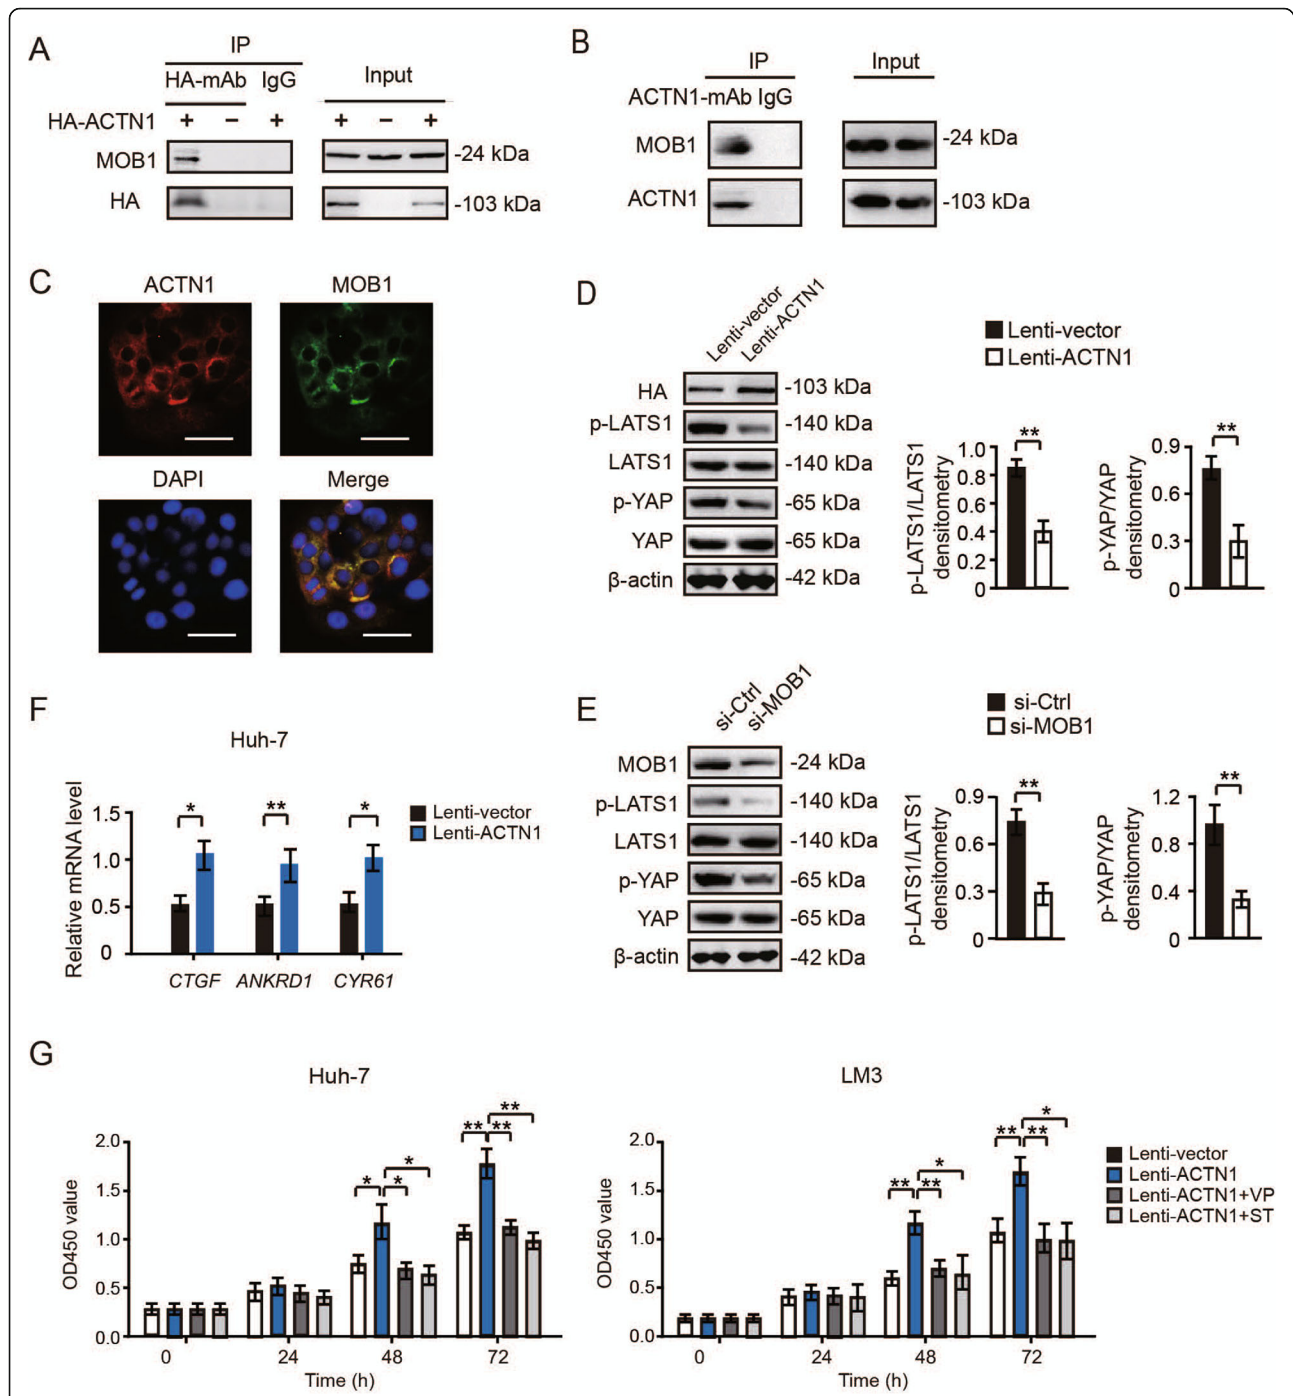 A
IP
HA-mAb IgG
Input
HA-ACTN1 + − + + − +
MOB1 -24 kDa
HA -103 kDa
B
IP
Input
ACTN1-mAb IgG
MOB1 -24 kDa
ACTN1 -103 kDa
C
ACTN1
MOB1
DAPI
Merge
D
Lenti-vector
Lenti-ACTN1
HA -103 kDa
p-LATS1 -140 kDa
LATS1 -140 kDa
p-YAP -65 kDa
YAP -65 kDa
β-actin -42 kDa
Lenti-vector
Lenti-ACTN1
p-LATS1/LATS1
densitometry
1.0
0.8
0.6
0.4
0.2
0
**
p-YAP/YAP
densitometry
0.9
0.6
0.3
0
**
F
Huh-7
Relative mRNA level
1.5
1.0
0.5
0
* ** *
CTGF ANKRD1 CYR61
Lenti-vector
Lenti-ACTN1
E
si-Ctrl
si-MOB1
MOB1 -24 kDa
p-LATS1 -140 kDa
LATS1 -140 kDa
p-YAP -65 kDa
YAP -65 kDa
β-actin -42 kDa
si-Ctrl
si-MOB1
p-LATS1/LATS1
densitometry
0.9
0.6
0.3
0
**
p-YAP/YAP
densitometry
1.2
0.8
0.4
0
**
G
Huh-7
OD450 value
2.0
1.5
1.0
0.5
0.0
*
* *
**
** **
0 24 48 72
Time (h)
LM3
OD450 value
2.0
1.5
1.0
0.5
0.0
*
** **
*
** **
0 24 48 72
Time (h)
Lenti-vector
Lenti-ACTN1
Lenti-ACTN1+VP
Lenti-ACTN1+ST